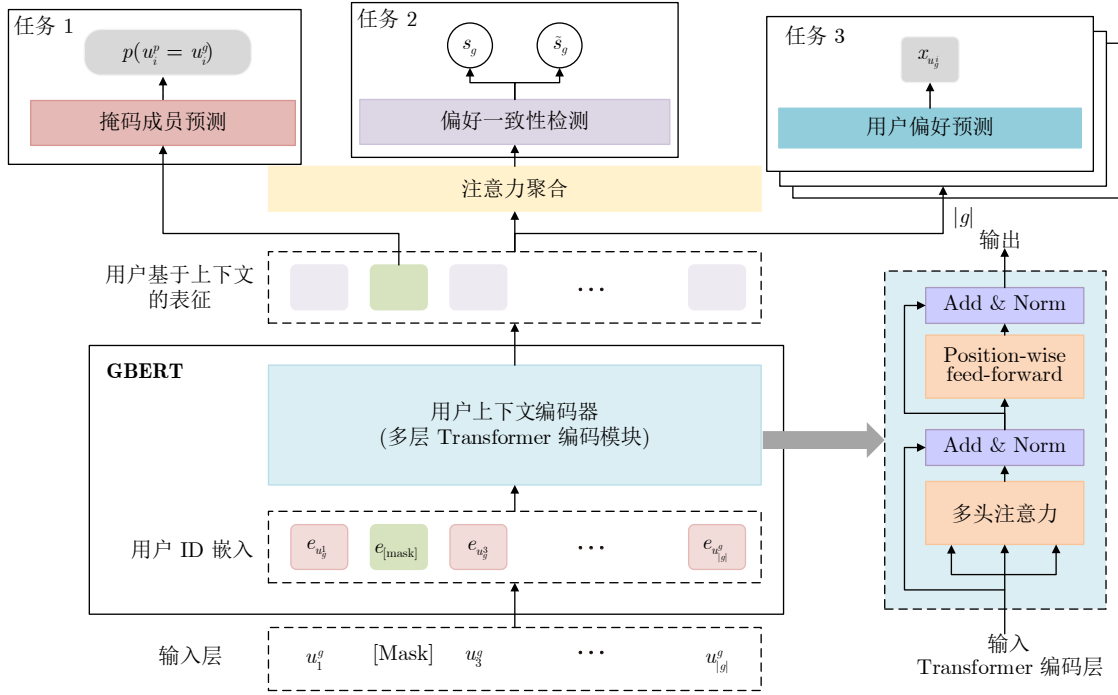 任务 1
p(u_i^p = u_i^g)
掩码成员预测
任务 2
s_g
s̃_g
偏好一致性检测
任务 3
x_{u_g^i}
用户偏好预测
注意力聚合
|g|
输出
用户基于上下文
的表征
...
GBERT
用户上下文编码器
(多层 Transformer 编码模块)
用户 ID 嵌入
e_{u_g^1}
e_{[mask]}
e_{u_g^3}
...
e_{u_{|g|}^g}
输入层
u_1^g
[Mask]
u_3^g
...
u_{|g|}^g
Add & Norm
Position-wise
feed-forward
Add & Norm
多头注意力
输入
Transformer 编码层